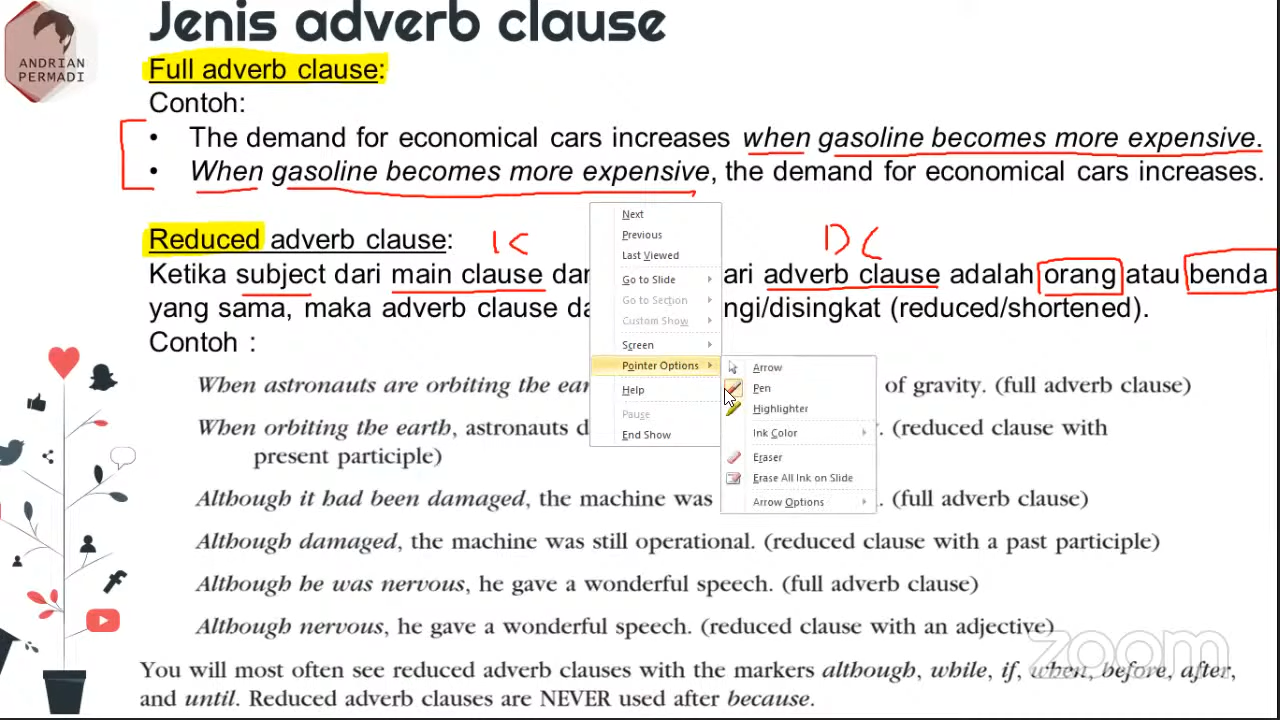 Jenis adverb clause
ANDRIAN
PERMADI
Full adverb clause:
Contoh:
• The demand for economical cars increases when gasoline becomes more expensive.
• When gasoline becomes more expensive, the demand for economical cars increases.
Reduced adverb clause:
IC
DC
Ketika subject dari main clause dan ari adverb clause adalah orang atau benda
yang sama, maka adverb clause da ngi/disingkat (reduced/shortened).
Contoh :
When astronauts are orbiting the ear of gravity. (full adverb clause)
When orbiting the earth, astronauts d . (reduced clause with
present participle)
Although it had been damaged, the machine was . (full adverb clause)
Although damaged, the machine was still operational. (reduced clause with a past participle)
Although he was nervous, he gave a wonderful speech. (full adverb clause)
Although nervous, he gave a wonderful speech. (reduced clause with an adjective)
You will most often see reduced adverb clauses with the markers although, while, if, when, before, after,
and until. Reduced adverb clauses are NEVER used after because.
Next
Previous
Last Viewed
Go to Slide
Go to Section
Custom Show
Screen
Pointer Options
Help
Pause
End Show
Arrow
Pen
Highlighter
Ink Color
Eraser
Erase All Ink on Slide
Arrow Options
zoom